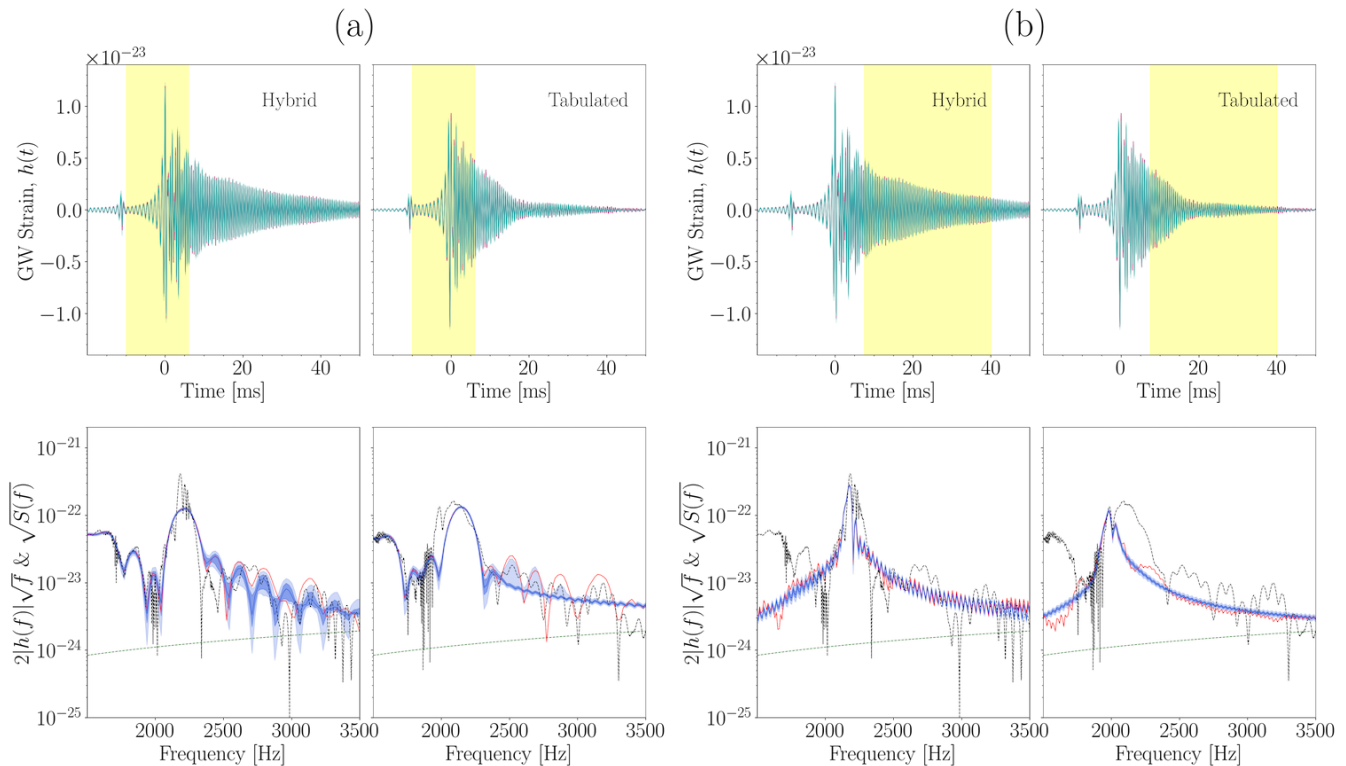 (a)
(b)
×10⁻²³
×10⁻²³
Hybrid
Tabulated
Hybrid
Tabulated
GW Strain, h(t)
1.0
0.5
0.0
−0.5
−1.0
GW Strain, h(t)
1.0
0.5
0.0
−0.5
−1.0
0 20 40
0 20 40
0 20 40
0 20 40
Time [ms]
Time [ms]
Time [ms]
Time [ms]
2|h(f)|√f & √S(f)
10⁻²¹
10⁻²²
10⁻²³
10⁻²⁴
10⁻²⁵
2|h(f)|√f & √S(f)
10⁻²¹
10⁻²²
10⁻²³
10⁻²⁴
10⁻²⁵
2000 2500 3000 3500
2000 2500 3000 3500
2000 2500 3000 3500
2000 2500 3000 3500
Frequency [Hz]
Frequency [Hz]
Frequency [Hz]
Frequency [Hz]